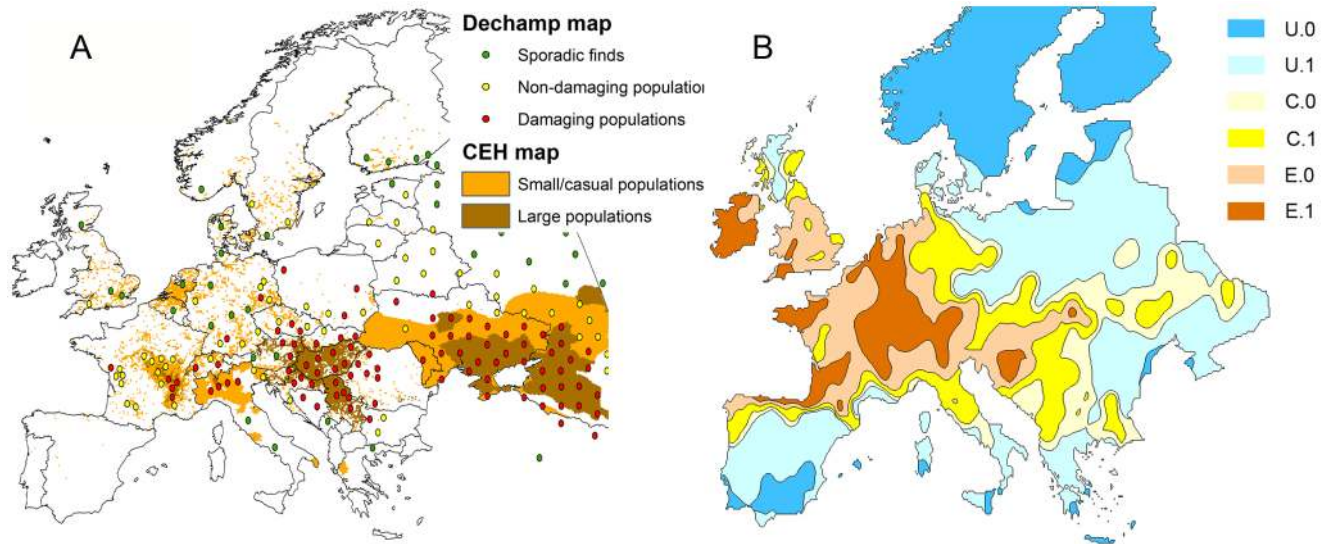 A
Dechamp map
Sporadic finds
Non-damaging population
Damaging populations
CEH map
Small/casual populations
Large populations
B
U.0
U.1
C.0
C.1
E.0
E.1